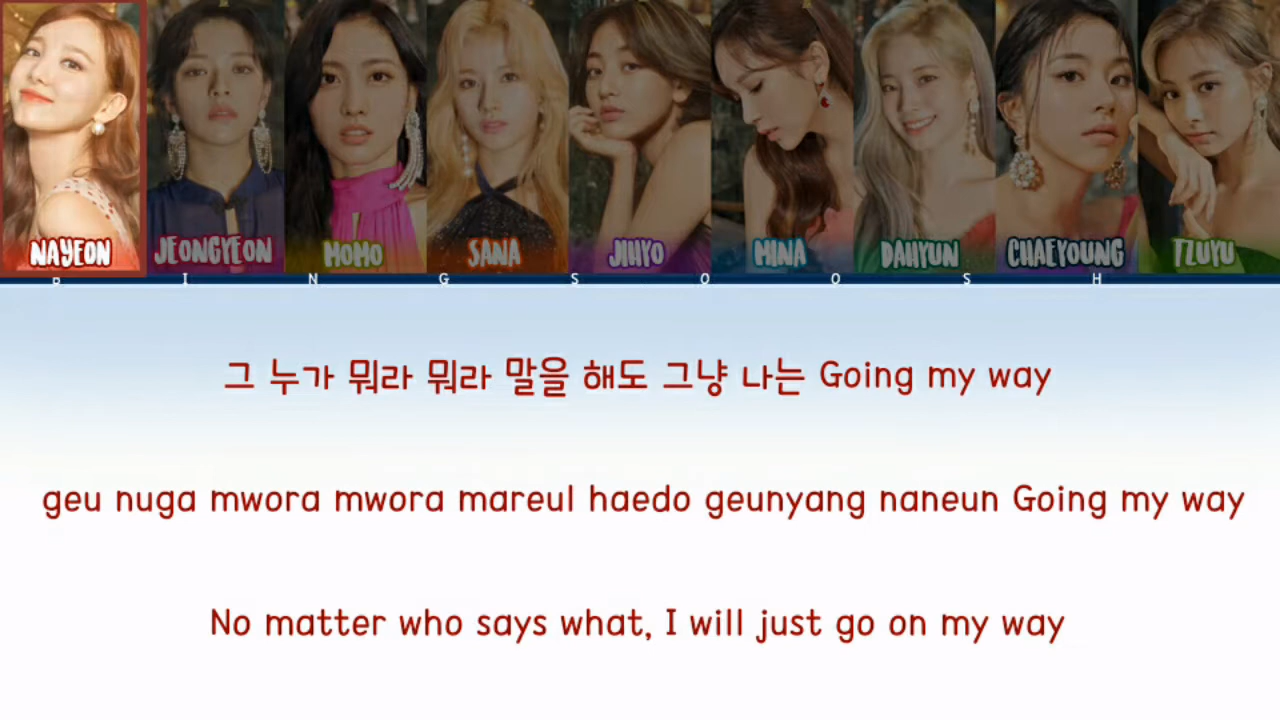 NAYEON JEONGYEON MOMO SANA JIHYO MINA DAHYUN CHAEYOUNG TZUYU
I N G S O O S H
그 누가 뭐라 뭐라 말을 해도 그냥 나는 Going my way
geu nuga mwora mwora mareul haedo geunyang naneun Going my way
No matter who says what, I will just go on my way